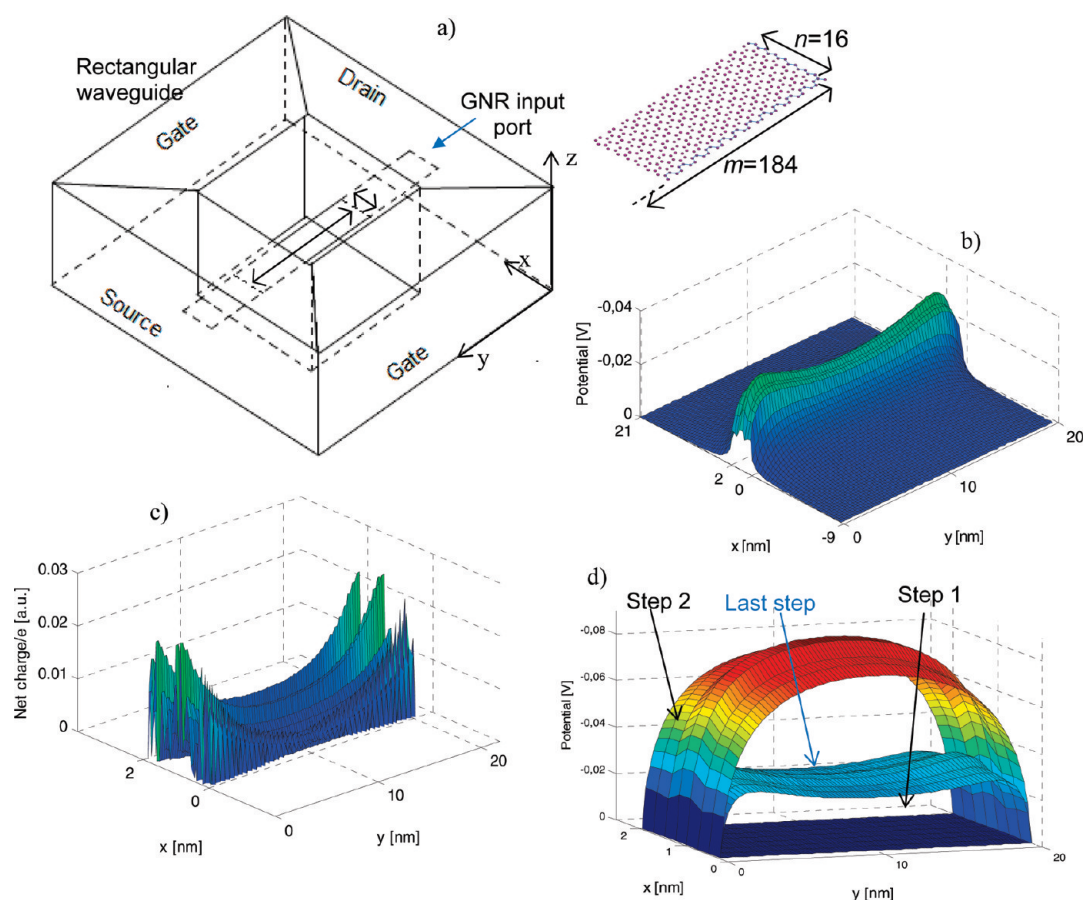 a)
Rectangular
waveguide
Gate
Drain
GNR input
port
z
x
y
Source
Gate
n=16
m=184
b)
Potential [V]
-0,04
-0,02
0
21
2
0
-9
0
10
20
x [nm]
y [nm]
c)
Net charge/e [a.u.]
0.03
0.02
0.01
0
2
0
0
10
20
x [nm]
y [nm]
d)
Step 2
Last step
Step 1
Potential [V]
-0,08
-0,06
-0,04
-0,02
0
2
1
0
0
10
20
x [nm]
y [nm]